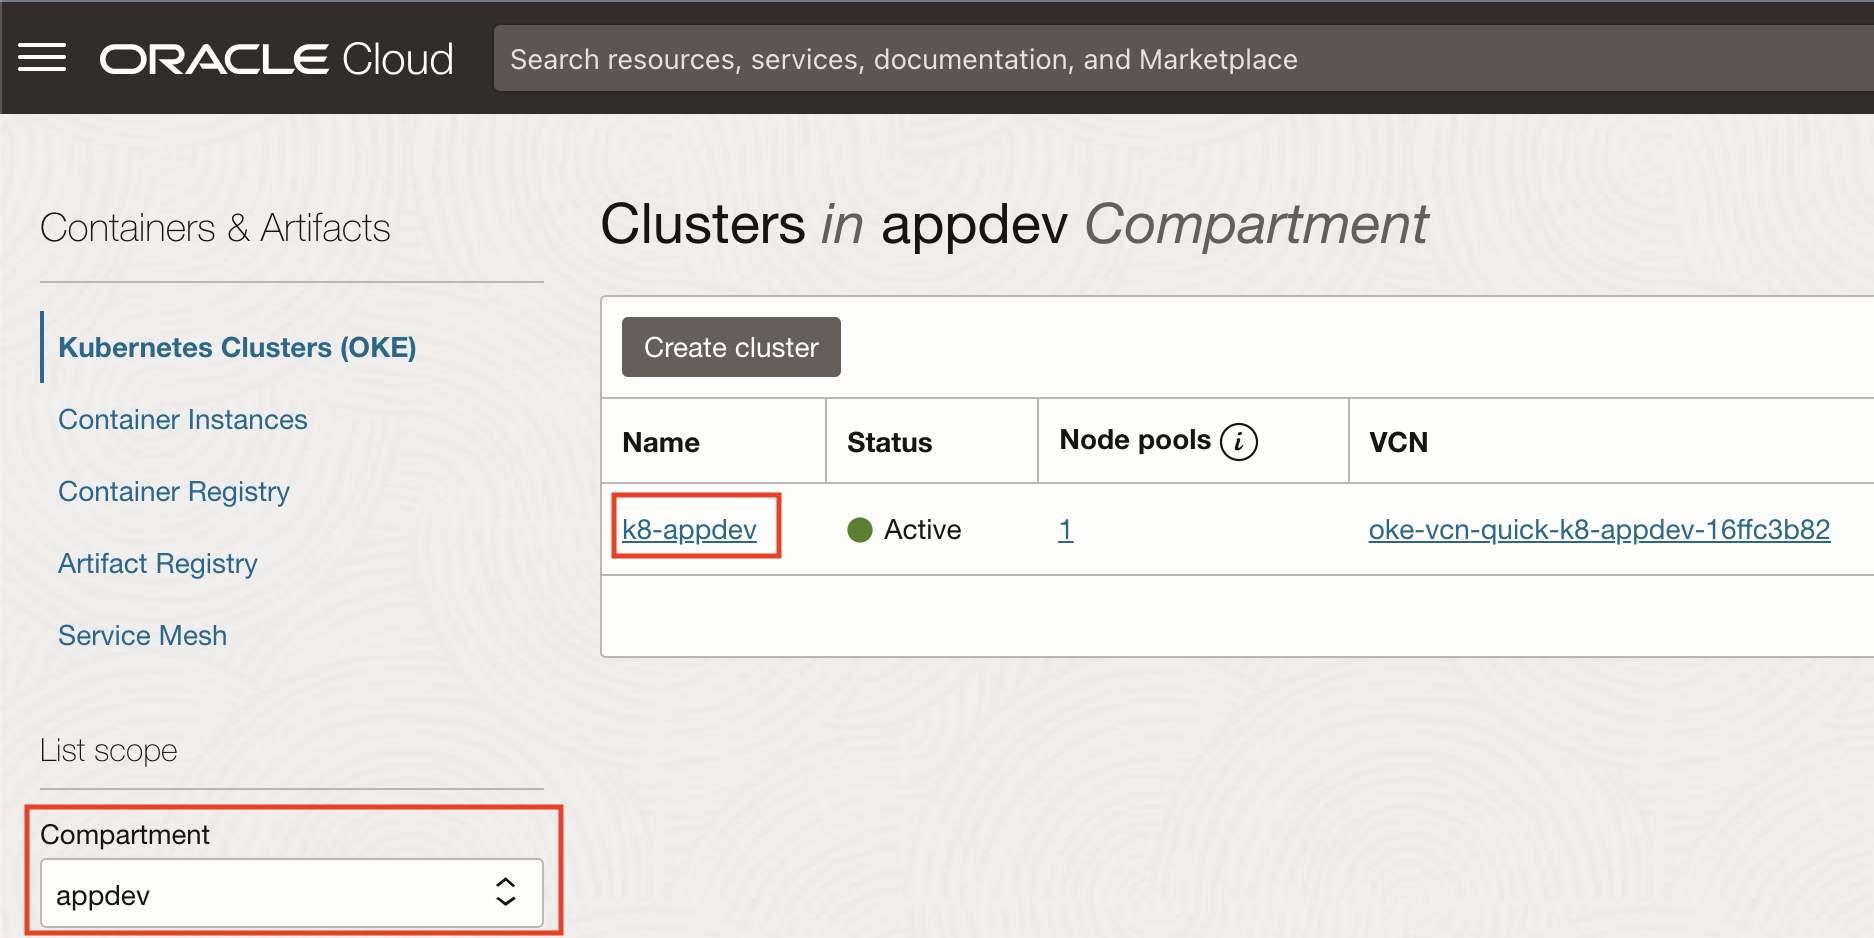 ORACLE Cloud
Search resources, services, documentation, and Marketplace
Containers & Artifacts
Kubernetes Clusters (OKE)
Container Instances
Container Registry
Artifact Registry
Service Mesh
List scope
Compartment
appdev
Clusters in appdev Compartment
Create cluster
Name Status Node pools i VCN
k8-appdev Active 1 oke-vcn-quick-k8-appdev-16ffc3b82